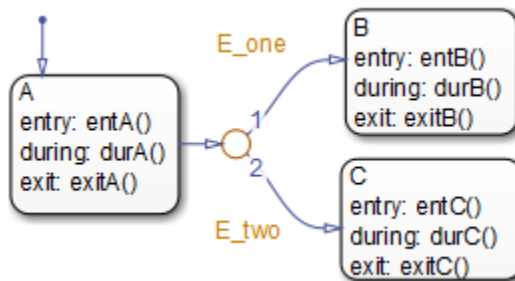 A
entry: entA()
during: durA()
exit: exitA()
E_one
1
2
E_two
B
entry: entB()
during: durB()
exit: exitB()
C
entry: entC()
during: durC()
exit: exitC()